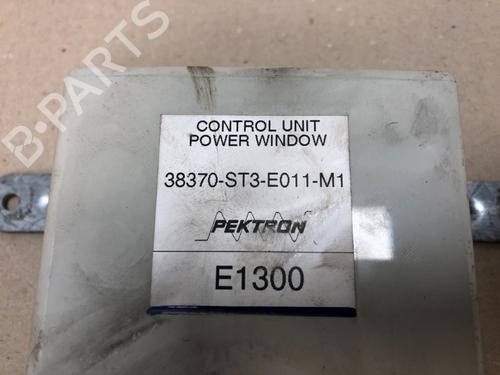 B-PARTS
CONTROL UNIT
POWER WINDOW
38370-ST3-E011-M1
PEKTRON
E1300